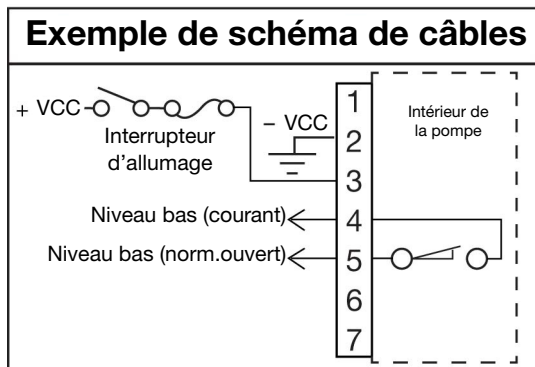 Exemple de schéma de câbles
+ VCC
Interrupteur
d'allumage
− VCC
Intérieur de
la pompe
Niveau bas (courant)
Niveau bas (norm.ouvert)
1
2
3
4
5
6
7